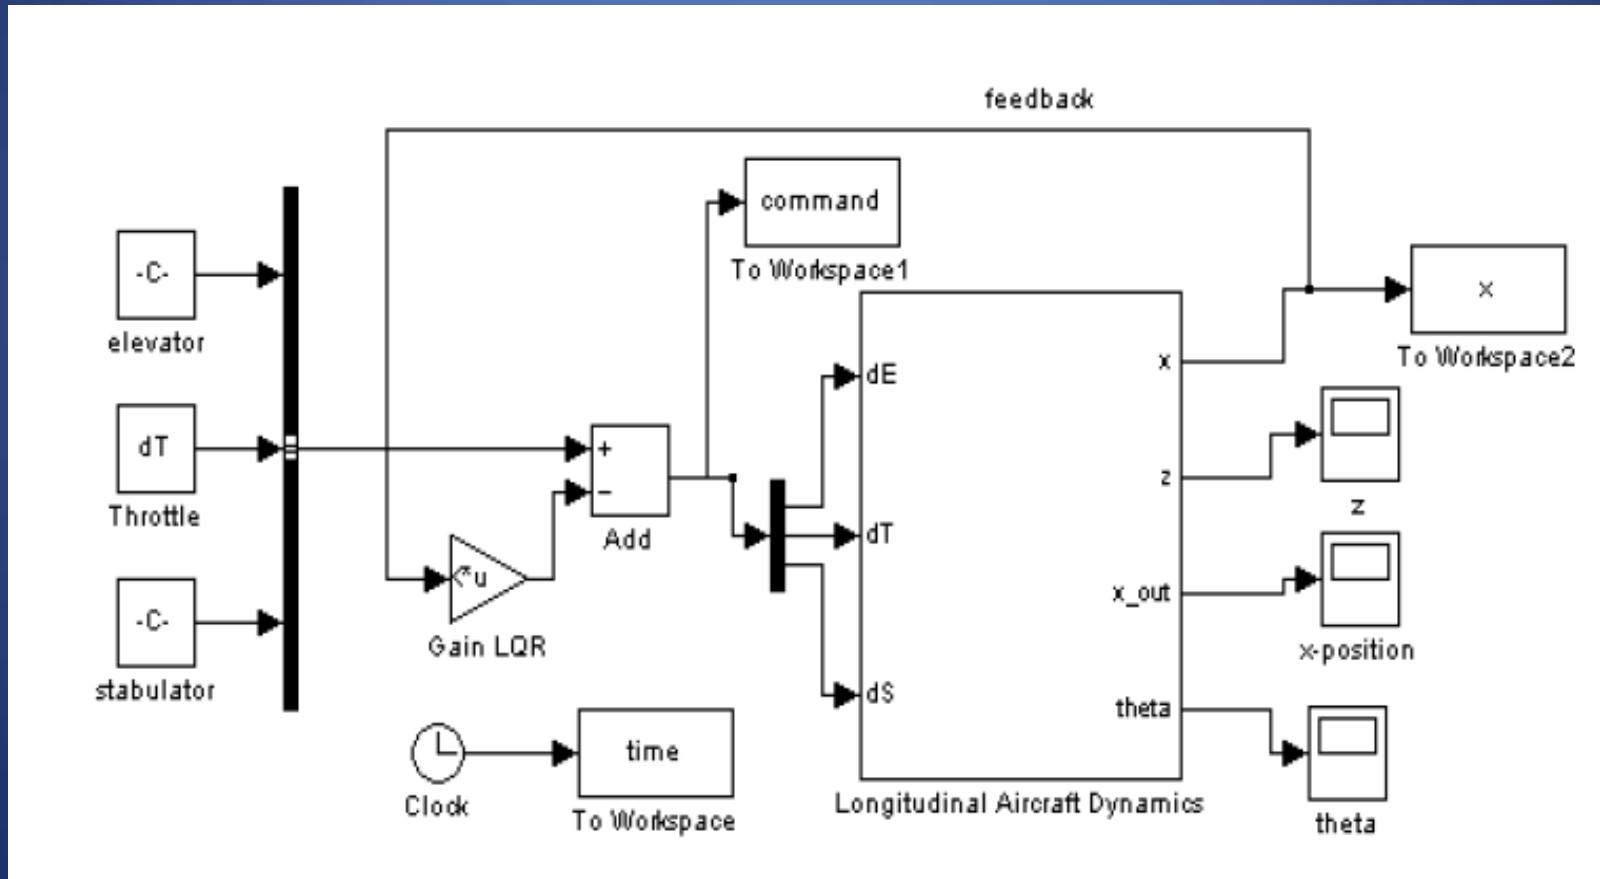 feedback
command
To Workspace1
-C-
elevator
x
To Workspace2
dT
Throttle
+
−
Add
u
Gain LQR
-C-
stabulator
dE
dT
dS
x
z
x_out
theta
Longitudinal Aircraft Dynamics
z
x-position
theta
Clock
time
To Workspace